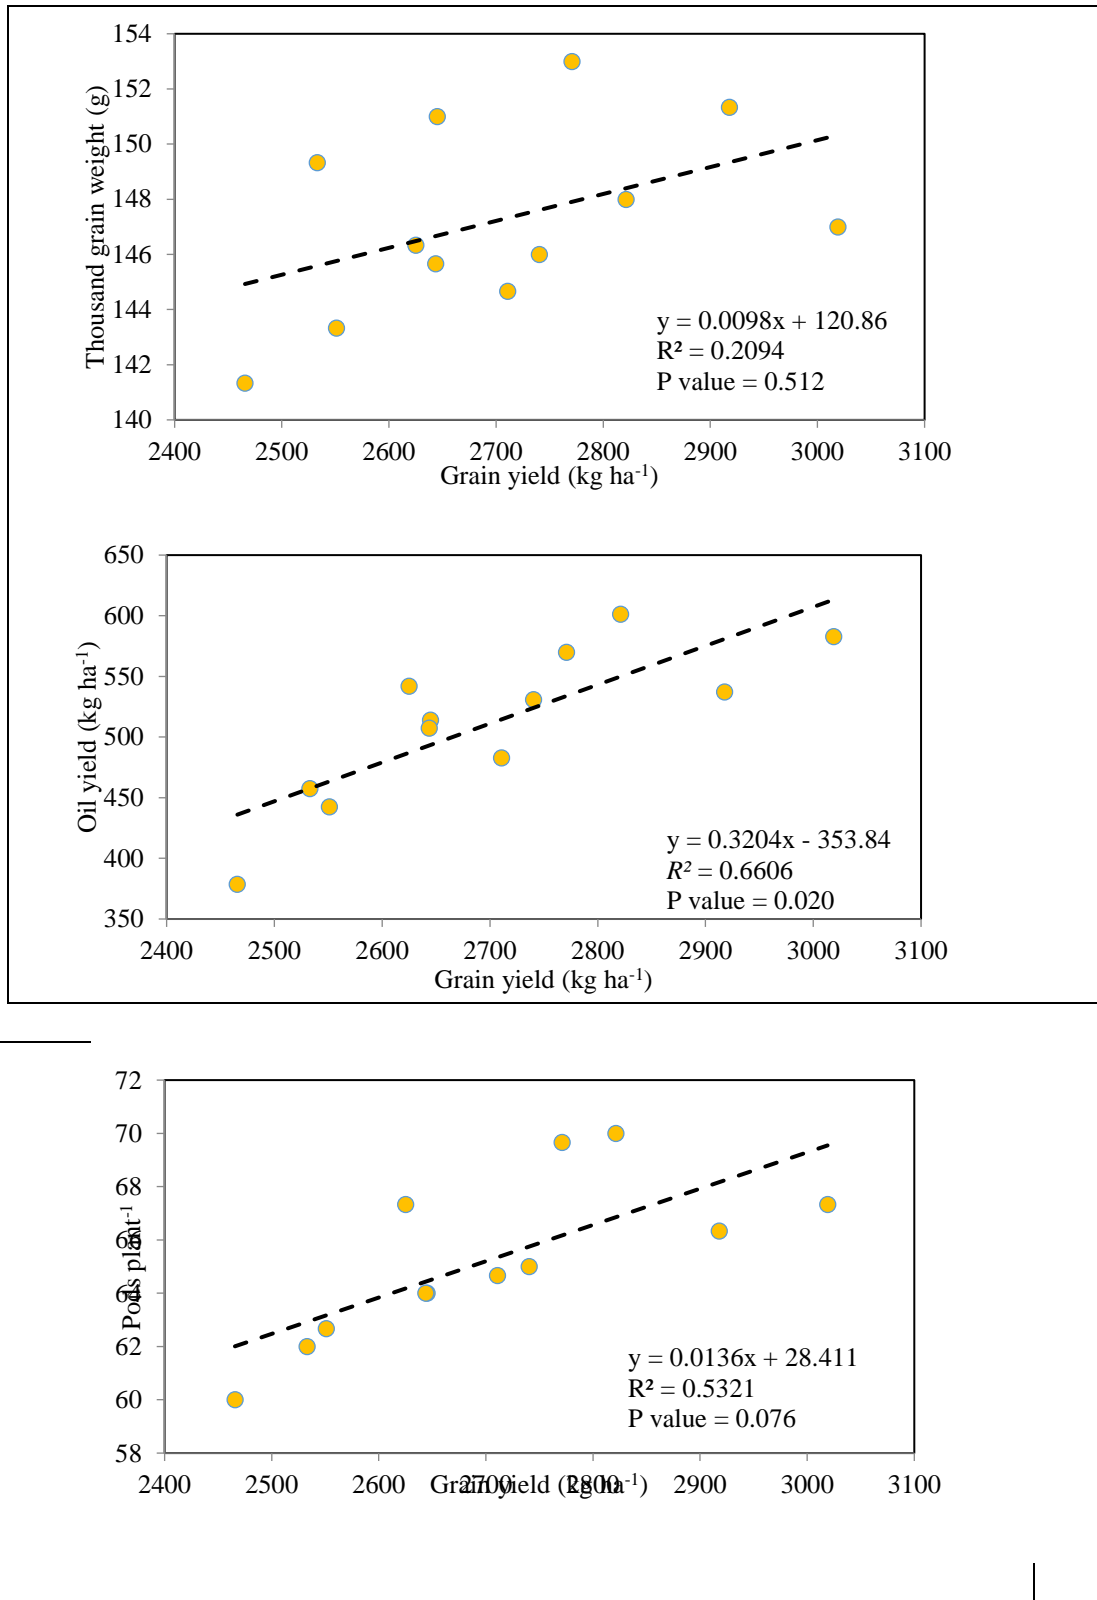 154
152
150
148
146
144
142
140
Thousand grain weight (g)
y = 0.0098x + 120.86
R² = 0.2094
P value = 0.512
2400 2500 2600 2700 2800 2900 3000 3100
Grain yield (kg ha-1)
650
600
550
500
450
400
350
Oil yield (kg ha-1)
y = 0.3204x - 353.84
R² = 0.6606
P value = 0.020
2400 2500 2600 2700 2800 2900 3000 3100
Grain yield (kg ha-1)
72
70
68
66
64
62
60
58
Pods plant-1
y = 0.0136x + 28.411
R² = 0.5321
P value = 0.076
2400 2500 2600 2700 2800 2900 3000 3100
Grain yield (kg ha-1)